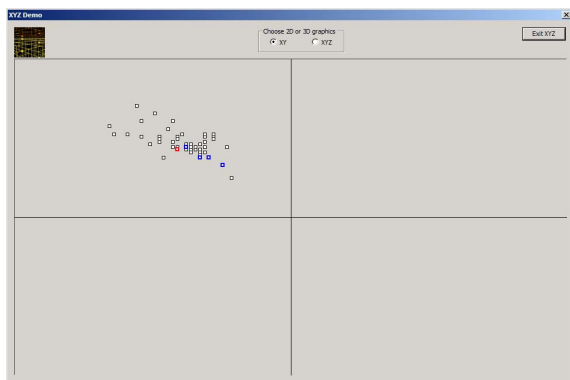 XYZ Demo
Choose 2D or 3D graphics
XY
XYZ
Exit XYZ